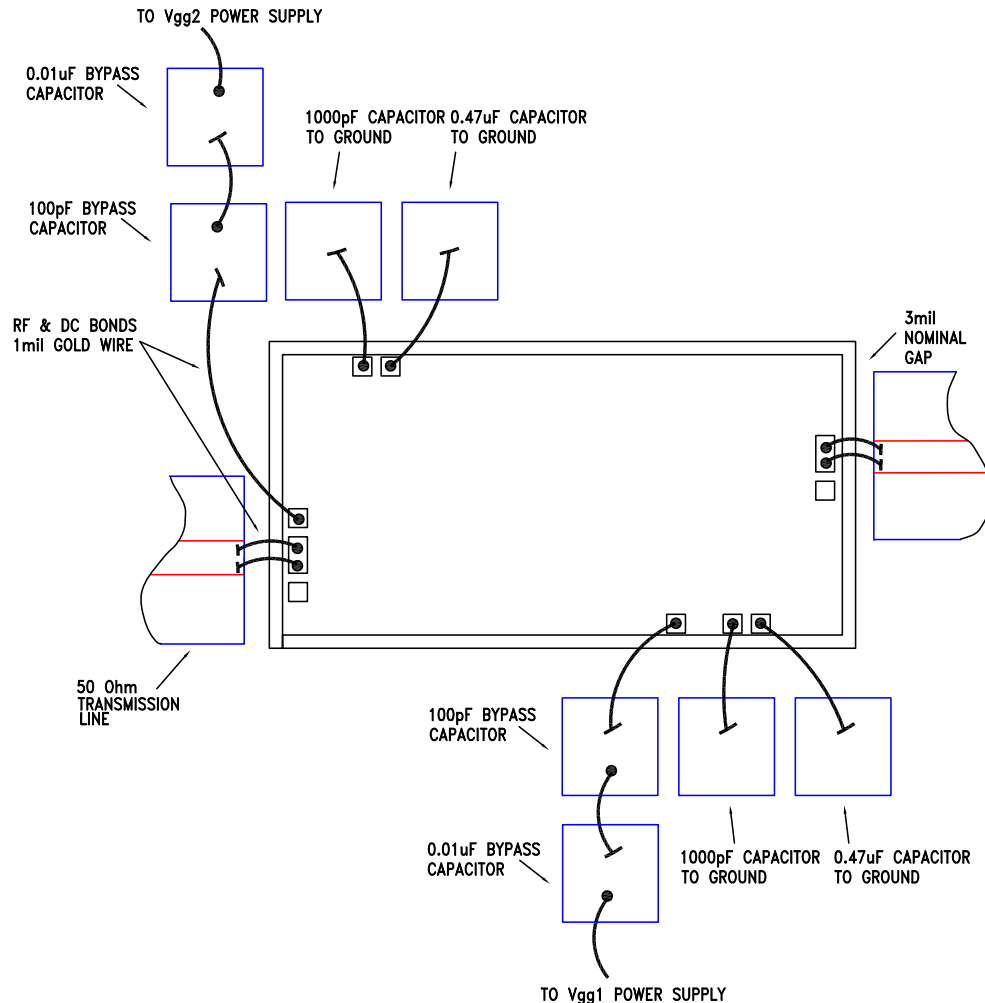 TO Vgg2 POWER SUPPLY
0.01uF BYPASS
CAPACITOR
1000pF CAPACITOR
TO GROUND
0.47uF CAPACITOR
TO GROUND
100pF BYPASS
CAPACITOR
RF & DC BONDS
1mil GOLD WIRE
3mil
NOMINAL
GAP
50 Ohm
TRANSMISSION
LINE
100pF BYPASS
CAPACITOR
0.01uF BYPASS
CAPACITOR
1000pF CAPACITOR
TO GROUND
0.47uF CAPACITOR
TO GROUND
TO Vgg1 POWER SUPPLY